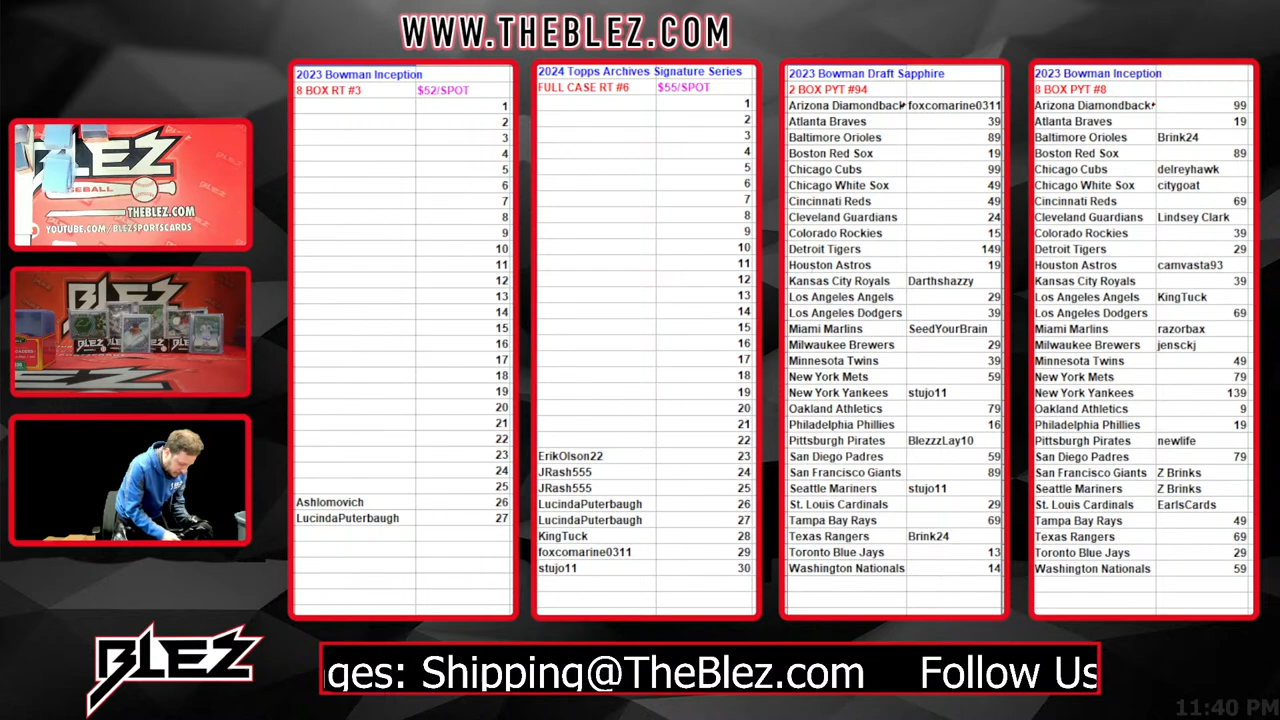 WWW.THEBLEZ.COM
BLEZ
BASEBALL
THEBLEZ.COM
YOUTUBE.COM/BLEZSPORTSCARDS
BLEZ
2023 Bowman Inception
8 BOX RT #3 $52/SPOT
1
2
3
4
5
6
7
8
9
10
11
12
13
14
15
16
17
18
19
20
21
22
23
24
25
Ashlomovich 26
LucindaPuterbaugh 27
2024 Topps Archives Signature Series
FULL CASE RT #6 $55/SPOT
1
2
3
4
5
6
7
8
9
10
11
12
13
14
15
16
17
18
19
20
21
22
ErikOlson22 23
JRash555 24
JRash555 25
LucindaPuterbaugh 26
LucindaPuterbaugh 27
KingTuck 28
foxcomarine0311 29
stujo11 30
2023 Bowman Draft Sapphire
2 BOX PYT #94
Arizona Diamondback foxcomarine0311
Atlanta Braves 39
Baltimore Orioles 89
Boston Red Sox 19
Chicago Cubs 99
Chicago White Sox 49
Cincinnati Reds 49
Cleveland Guardians 24
Colorado Rockies 15
Detroit Tigers 149
Houston Astros 19
Kansas City Royals Darthshazzy
Los Angeles Angels 29
Los Angeles Dodgers 39
Miami Marlins SeedYourBrain
Milwaukee Brewers 29
Minnesota Twins 39
New York Mets 59
New York Yankees stujo11
Oakland Athletics 79
Philadelphia Phillies 16
Pittsburgh Pirates BlezzzLay10
San Diego Padres 59
San Francisco Giants 89
Seattle Mariners stujo11
St. Louis Cardinals 29
Tampa Bay Rays 69
Texas Rangers Brink24
Toronto Blue Jays 13
Washington Nationals 14
2023 Bowman Inception
8 BOX PYT #8
Arizona Diamondback 99
Atlanta Braves 19
Baltimore Orioles Brink24
Boston Red Sox 89
Chicago Cubs delreyhawk
Chicago White Sox citygoat
Cincinnati Reds 69
Cleveland Guardians Lindsey Clark
Colorado Rockies 39
Detroit Tigers 29
Houston Astros camvasta93
Kansas City Royals 39
Los Angeles Angels KingTuck
Los Angeles Dodgers 69
Miami Marlins razorbax
Milwaukee Brewers jensckj
Minnesota Twins 49
New York Mets 79
New York Yankees 139
Oakland Athletics 9
Philadelphia Phillies 19
Pittsburgh Pirates newlife
San Diego Padres 79
San Francisco Giants Z Brinks
Seattle Mariners Z Brinks
St. Louis Cardinals EarlsCards
Tampa Bay Rays 49
Texas Rangers 69
Toronto Blue Jays 29
Washington Nationals 59
BLEZ
ges: Shipping@TheBlez.com Follow Us
11:40 PM